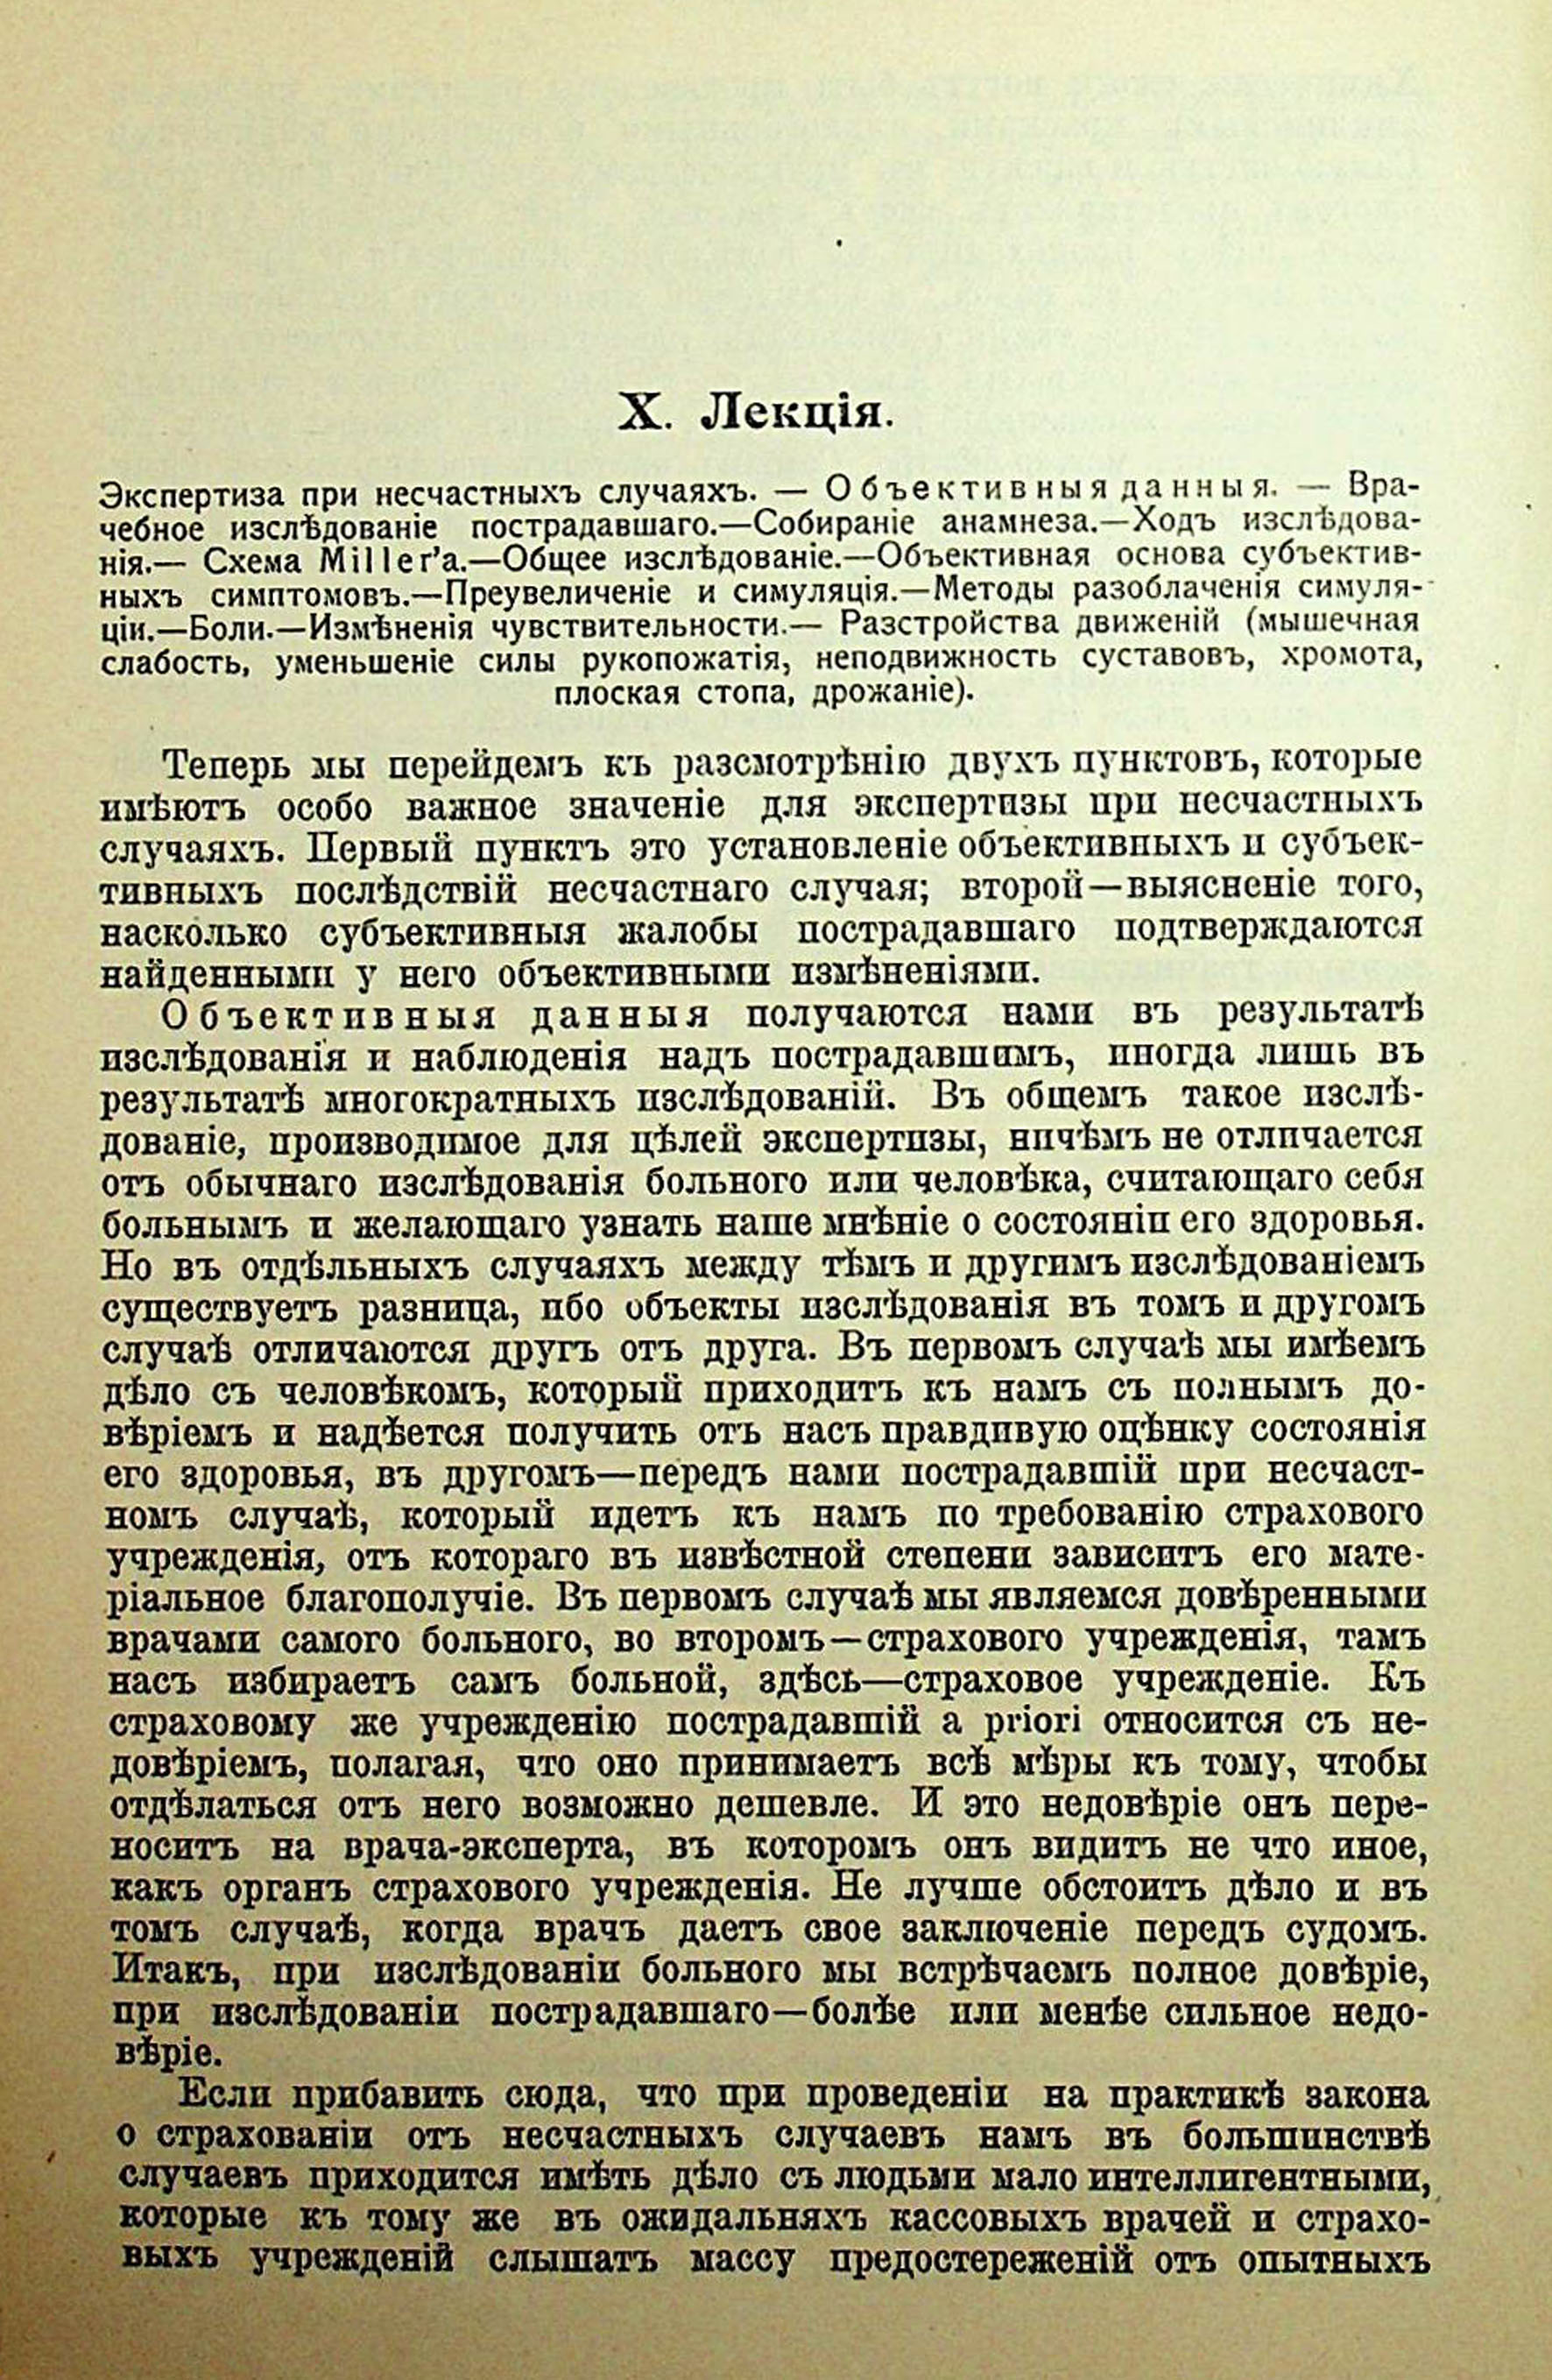 X. Лекція.
Экспертиза при несчастныхъ случаяхъ. — Объективныя данныя. — Вра-
чебное изслѣдованіе пострадавшаго.—Собираніе анамнеза.—Ходъ изслѣдова-
нія.— Схема Miller'а.—Общее изслѣдованіе.—Объективная основа субъектив-
ныхъ симптомовъ.—Преувеличеніе и симуляція.—Методы разоблаченія симуля-
ціи.—Боли.—Измѣненія чувствительности.— Разстройства движеній (мышечная
слабость, уменьшеніе силы рукопожатія, неподвижность суставовъ, хромота,
плоская стопа, дрожаніе).
Теперь мы перейдемъ къ разсмотрѣнію двухъ пунктовъ, которые
имѣютъ особо важное значеніе для экспертизы при несчастныхъ
случаяхъ. Первый пунктъ это установленіе объективныхъ и субъек-
тивныхъ послѣдствій несчастнаго случая; второй—выясненіе того,
насколько субъективныя жалобы пострадавшаго подтверждаются
найденными у него объективными измѣненіями.
Объективныя данныя получаются нами въ результатѣ
изслѣдованія и наблюденія надъ пострадавшимъ, иногда лишь въ
результатѣ многократныхъ изслѣдованій. Въ общемъ такое изслѣ-
дованіе, производимое для цѣлей экспертизы, ничѣмъ не отличается
отъ обычнаго изслѣдованія больного или человѣка, считающаго себя
больнымъ и желающаго узнать наше мнѣніе о состояніи его здоровья.
Но въ отдѣльныхъ случаяхъ между тѣмъ и другимъ изслѣдованіемъ
существуетъ разница, ибо объекты изслѣдованія въ томъ и другомъ
случаѣ отличаются другъ отъ друга. Въ первомъ случаѣ мы имѣемъ
дѣло съ человѣкомъ, который приходитъ къ намъ съ полнымъ до-
вѣріемъ и надѣется получить отъ насъ правдивую оцѣнку состоянія
его здоровья, въ другомъ—передъ нами пострадавшій при несчаст-
номъ случаѣ, который идетъ къ намъ по требованію страхового
учрежденія, отъ котораго въ извѣстной степени зависитъ его мате-
ріальное благополучіе. Въ первомъ случаѣ мы являемся довѣренными
врачами самого больного, во второмъ—страхового учрежденія, тамъ
насъ избираетъ самъ больной, здѣсь—страховое учрежденіе. Къ
страховому же учрежденію пострадавшій a priori относится съ не-
довѣріемъ, полагая, что оно принимаетъ всѣ мѣры къ тому, чтобы
отдѣлаться отъ него возможно дешевле. И это недовѣріе онъ пере-
носитъ на врача-эксперта, въ которомъ онъ видитъ не что иное,
какъ органъ страхового учрежденія. Не лучше обстоитъ дѣло и въ
томъ случаѣ, когда врачъ даетъ свое заключеніе передъ судомъ.
Итакъ, при изслѣдованіи больного мы встрѣчаемъ полное довѣріе,
при изслѣдованіи пострадавшаго—болѣе или менѣе сильное недо-
вѣріе.
Если прибавить сюда, что при проведеніи на практикѣ закона
о страхованіи отъ несчастныхъ случаевъ намъ въ большинствѣ
случаевъ приходится имѣть дѣло съ людьми мало интеллигентными,
которые къ тому же въ ожидальняхъ кассовыхъ врачей и страхо-
выхъ учрежденій слышатъ массу предостереженій отъ опытныхъ